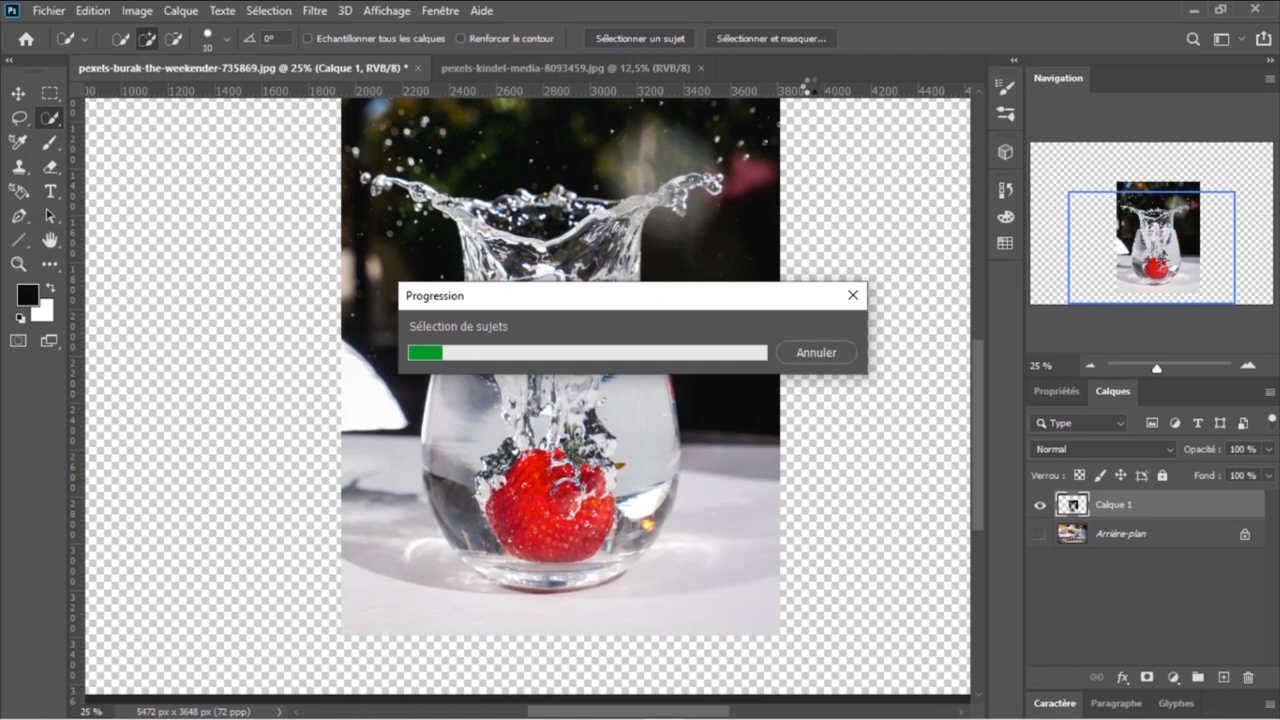 Ps Fichier Edition Image Calque Texte Sélection Filtre 3D Affichage Fenêtre Aide
10 0° Echantillonner tous les calques Renforcer le contour Sélectionner un sujet Sélectionner et masquer...
pexels-burak-the-weekender-735869.jpg @ 25% (Calque 1, RVB/8) * × pexels-kindel-media-8093459.jpg @ 12,5% (RVB/8) ×
00 1000 1200 1400 1600 1800 2000 2200 2400 2600 2800 3000 3200 3400 3600 3800 4000 4200 4400 4
Navigation
Progression
Sélection de sujets
Annuler
25 %
Propriétés Calques
Type
Normal Opacité : 100 %
Verrou : Fond : 100 %
Calque 1
Arrière-plan
fx
Caractère Paragraphe Glyphes
25 % 5472 px x 3648 px (72 ppp)